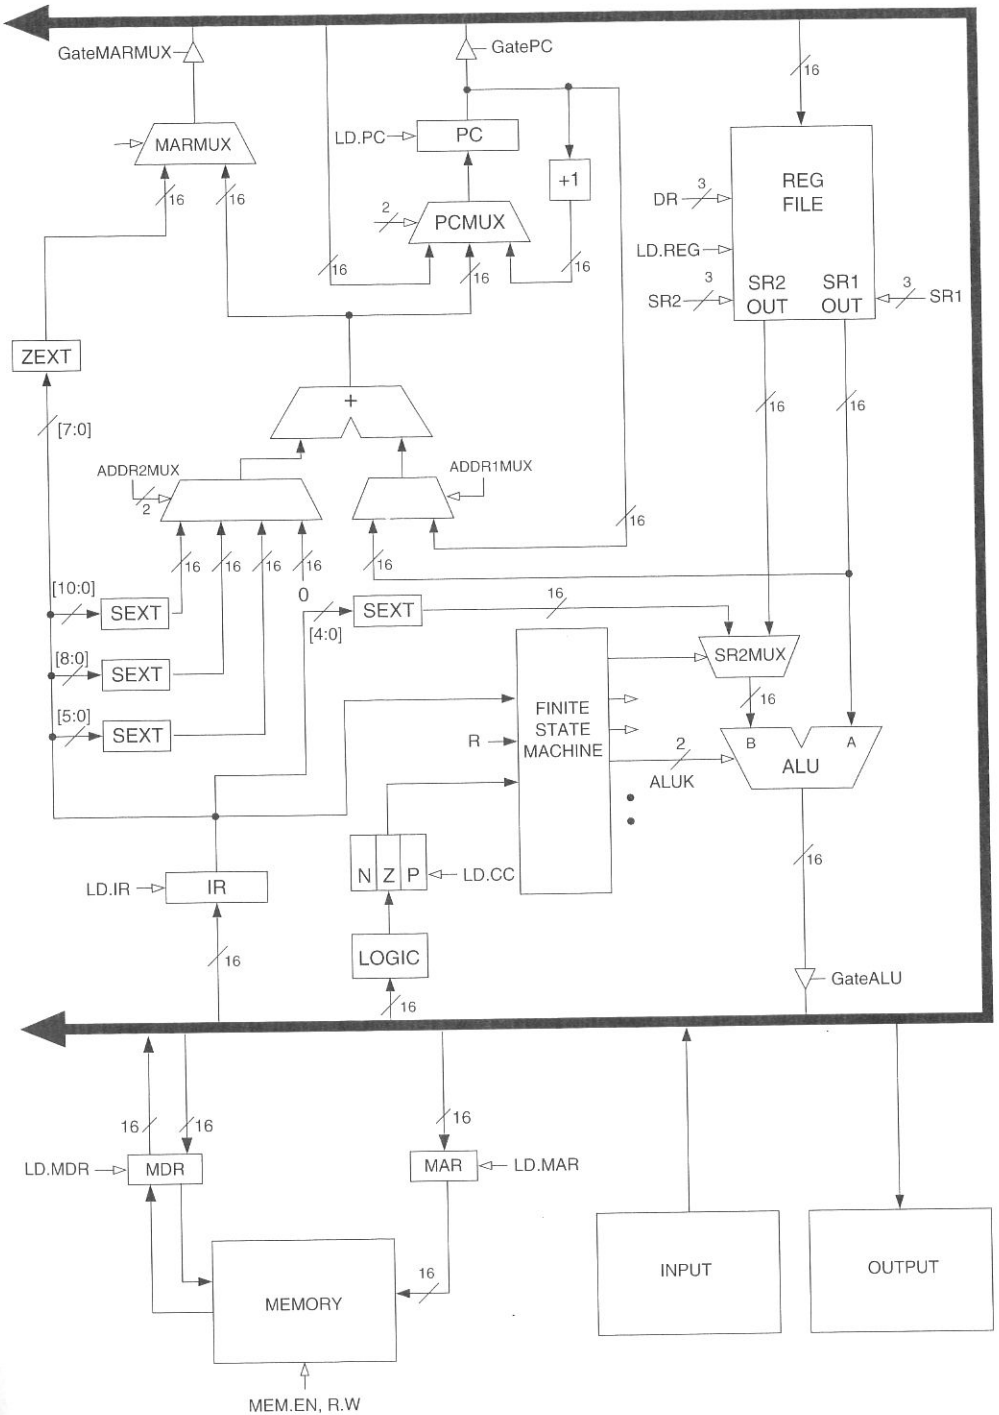 GateMARMUX
GatePC
16
LD.PC
PC
MARMUX
+1
REG
FILE
DR
3
16
16
2
PCMUX
16
16
16
LD.REG
SR2
3
SR2
OUT
SR1
OUT
3
SR1
ZEXT
[7:0]
+
16
16
ADDR2MUX
2
ADDR1MUX
16
16
16
16
16
16
0
[10:0]
SEXT
[4:0]
SEXT
16
[8:0]
SEXT
SR2MUX
16
[5:0]
SEXT
FINITE
STATE
MACHINE
R
2
ALUK
B
A
ALU
16
N
Z
P
LD.CC
LD.IR
IR
16
LOGIC
16
GateALU
16
16
16
LD.MDR
MDR
MAR
LD.MAR
16
MEMORY
INPUT
OUTPUT
MEM.EN, R.W